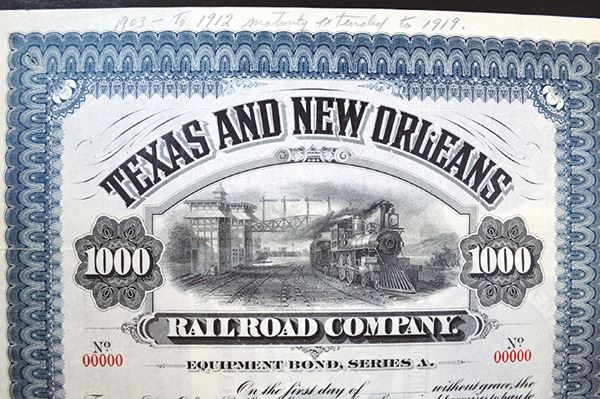 1903 - to 1912 maturity extended to 1919.
TEXAS AND NEW ORLEANS
1000 1000
RAILROAD COMPANY.
No No
00000 00000
EQUIPMENT BOND, SERIES A.
On the first day of without grace, the